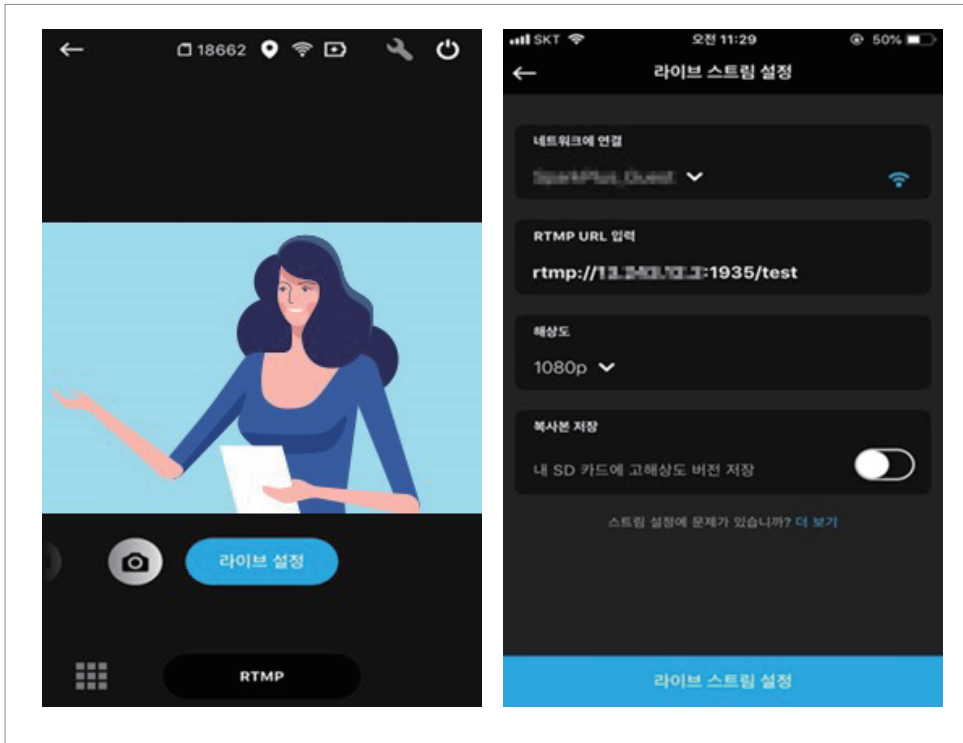 18662
라이브 설정
RTMP
SKT
오전 11:29
50%
라이브 스트림 설정
네트워크에 연결
RTMP URL 입력
rtmp:// :1935/test
해상도
1080p
복사본 저장
내 SD 카드에 고해상도 버전 저장
스트림 설정에 문제가 있습니까? 더 보기
라이브 스트림 설정